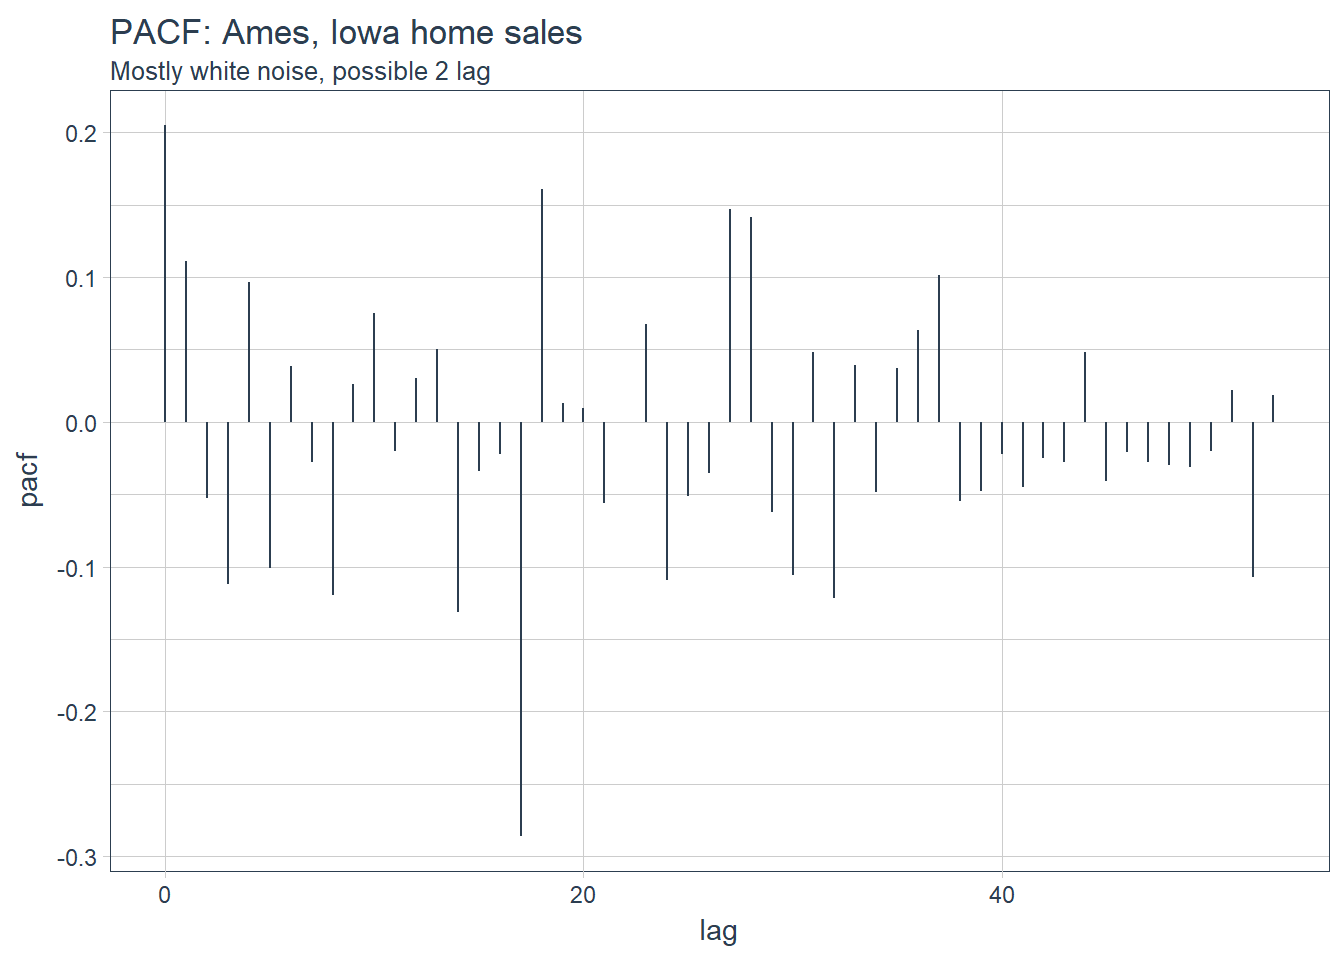 PACF: Ames, Iowa home sales
Mostly white noise, possible 2 lag
0.2
0.1
0.0
-0.1
-0.2
-0.3
pacf
0 20 40
lag